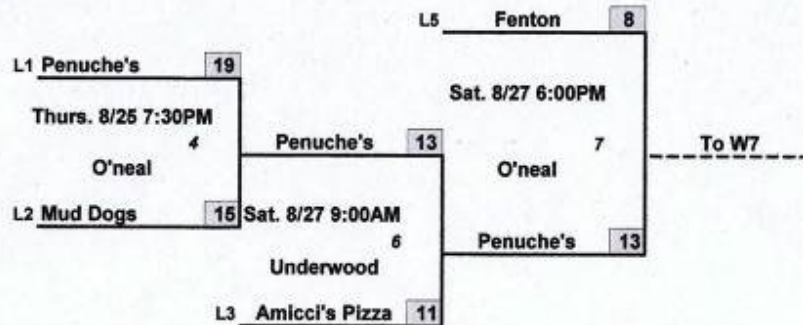 L5 Fenton 8
L1 Penuche's 19
Sat. 8/27 6:00PM
Thurs. 8/25 7:30PM
4
Penuche's 13
7
To W7
O'neal
O'neal
L2 Mud Dogs 15
Sat. 8/27 9:00AM
6
Penuche's 13
Underwood
L3 Amicci's Pizza 11